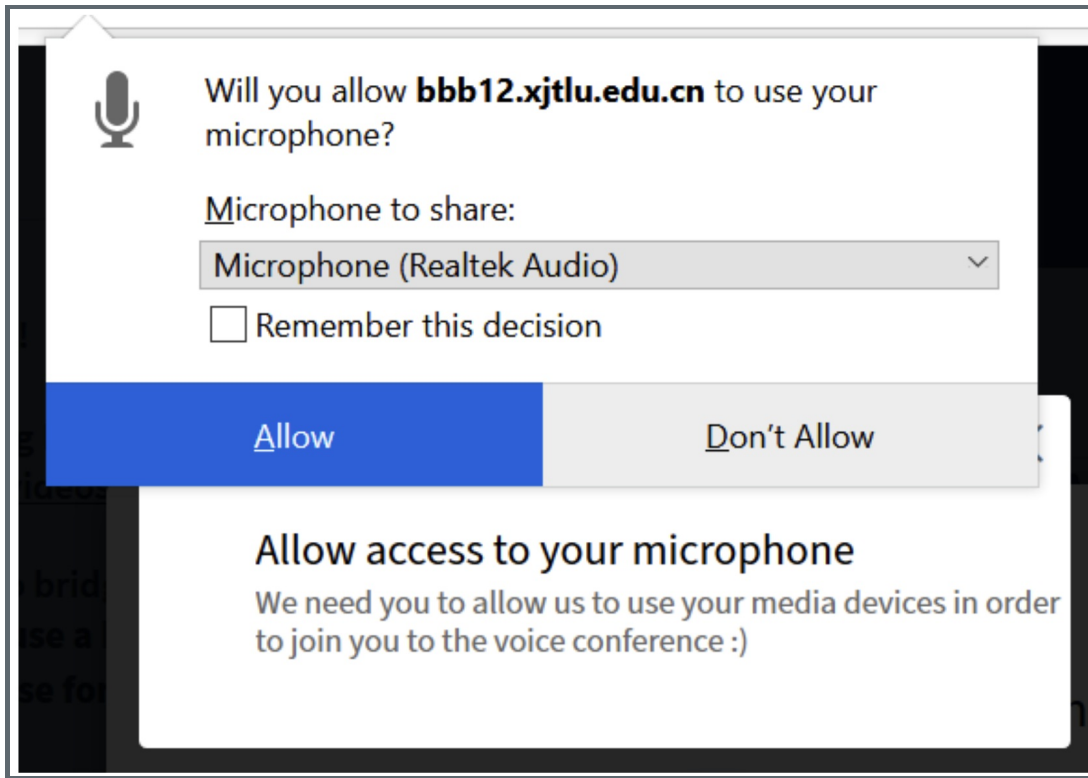 Will you allow bbb12.xjtlu.edu.cn to use your
microphone?
Microphone to share:
Microphone (Realtek Audio)
Remember this decision
Allow
Don't Allow
Allow access to your microphone
We need you to allow us to use your media devices in order
to join you to the voice conference :)